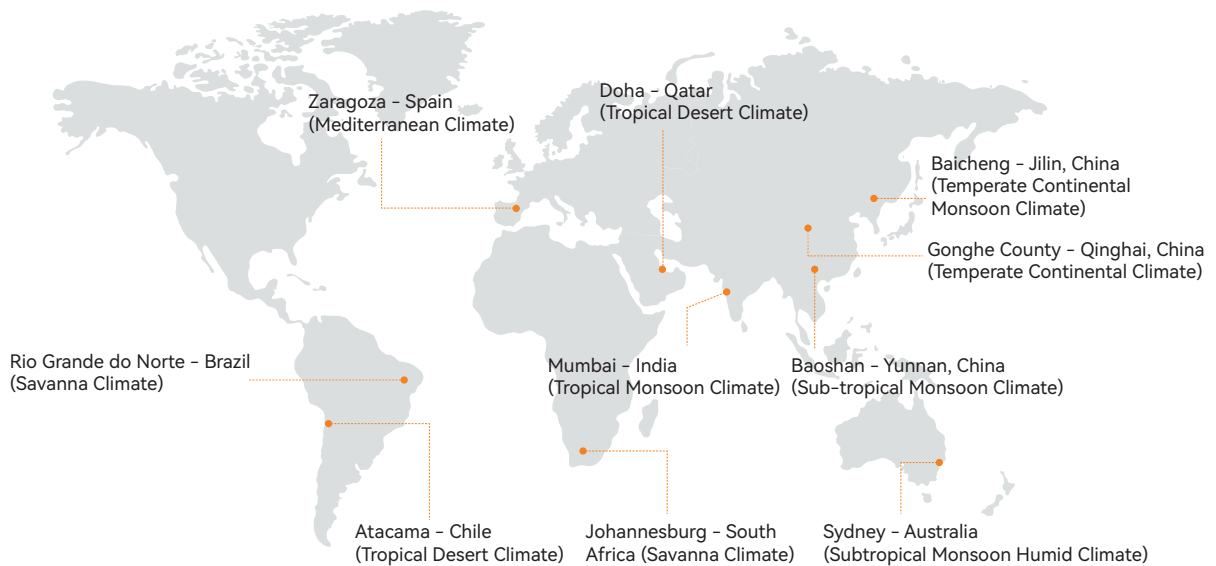 Zaragoza - Spain
(Mediterranean Climate)
Doha - Qatar
(Tropical Desert Climate)
Baicheng - Jilin, China
(Temperate Continental
Monsoon Climate)
Gonghe County - Qinghai, China
(Temperate Continental Climate)
Rio Grande do Norte - Brazil
(Savanna Climate)
Mumbai - India
(Tropical Monsoon Climate)
Baoshan - Yunnan, China
(Sub-tropical Monsoon Climate)
Atacama - Chile
(Tropical Desert Climate)
Johannesburg - South
Africa (Savanna Climate)
Sydney - Australia
(Subtropical Monsoon Humid Climate)